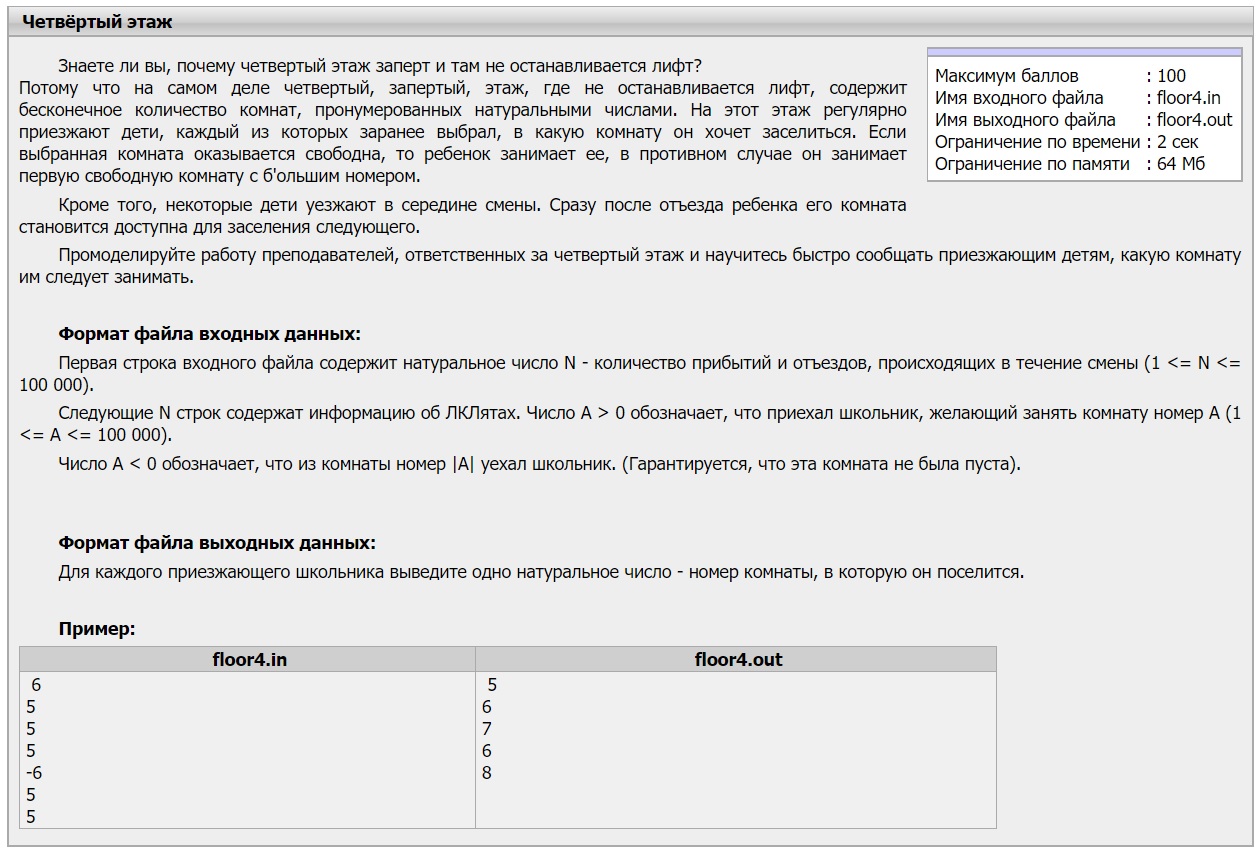 Четвёртый этаж
Знаете ли вы, почему четвертый этаж заперт и там не останавливается лифт?
Потому что на самом деле четвертый, запертый, этаж, где не останавливается лифт, содержит
бесконечное количество комнат, пронумерованных натуральными числами. На этот этаж регулярно
приезжают дети, каждый из которых заранее выбрал, в какую комнату он хочет заселиться. Если
выбранная комната оказывается свободна, то ребенок занимает ее, в противном случае он занимает
первую свободную комнату с б'ольшим номером.
Максимум баллов : 100
Имя входного файла : floor4.in
Имя выходного файла : floor4.out
Ограничение по времени : 2 сек
Ограничение по памяти : 64 Мб
Кроме того, некоторые дети уезжают в середине смены. Сразу после отъезда ребенка его комната
становится доступна для заселения следующего.
Промоделируйте работу преподавателей, ответственных за четвертый этаж и научитесь быстро сообщать приезжающим детям, какую комнату
им следует занимать.
Формат файла входных данных:
Первая строка входного файла содержит натуральное число N - количество прибытий и отъездов, происходящих в течение смены (1 <= N <=
100 000).
Следующие N строк содержат информацию об ЛКЛятах. Число A > 0 обозначает, что приехал школьник, желающий занять комнату номер A (1
<= A <= 100 000).
Число A < 0 обозначает, что из комнаты номер |A| уехал школьник. (Гарантируется, что эта комната не была пуста).
Формат файла выходных данных:
Для каждого приезжающего школьника выведите одно натуральное число - номер комнаты, в которую он поселится.
Пример:
floor4.in floor4.out
6 5
5 6
5 7
5 6
-6 8
5
5